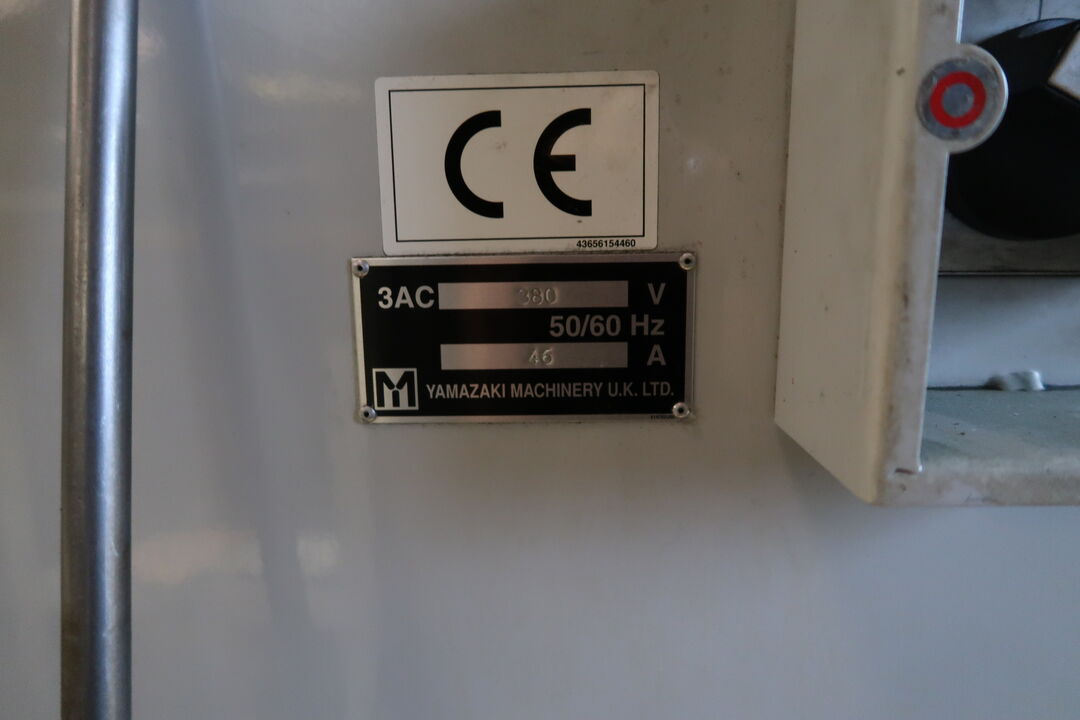 CE
43656154460
3AC 380 V
50/60 Hz
46 A
M YAMAZAKI MACHINERY U.K. LTD.